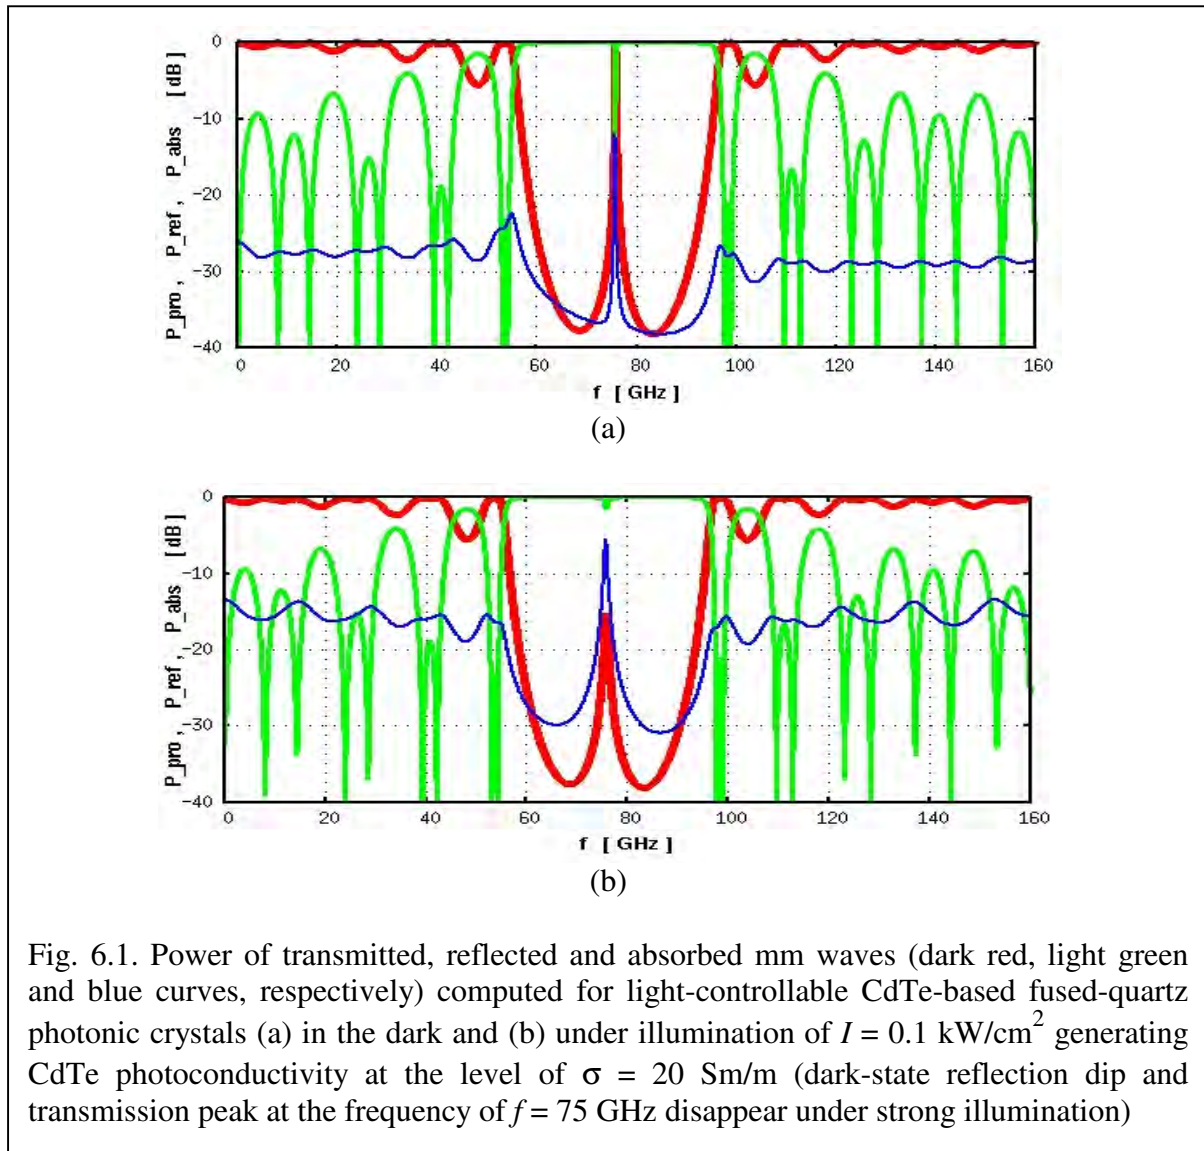 0
-10
-20
-30
-40
P_pro , P_ref , P_abs [ dB ]
0 20 40 60 80 100 120 140 160
f [ GHz ]
(a)
0
-10
-20
-30
-40
P_pro , P_ref , P_abs [ dB ]
0 20 40 60 80 100 120 140 160
f [ GHz ]
(b)
Fig. 6.1. Power of transmitted, reflected and absorbed mm waves (dark red, light green
and blue curves, respectively) computed for light-controllable CdTe-based fused-quartz
photonic crystals (a) in the dark and (b) under illumination of I = 0.1 kW/cm² generating
CdTe photoconductivity at the level of σ = 20 Sm/m (dark-state reflection dip and
transmission peak at the frequency of f = 75 GHz disappear under strong illumination)